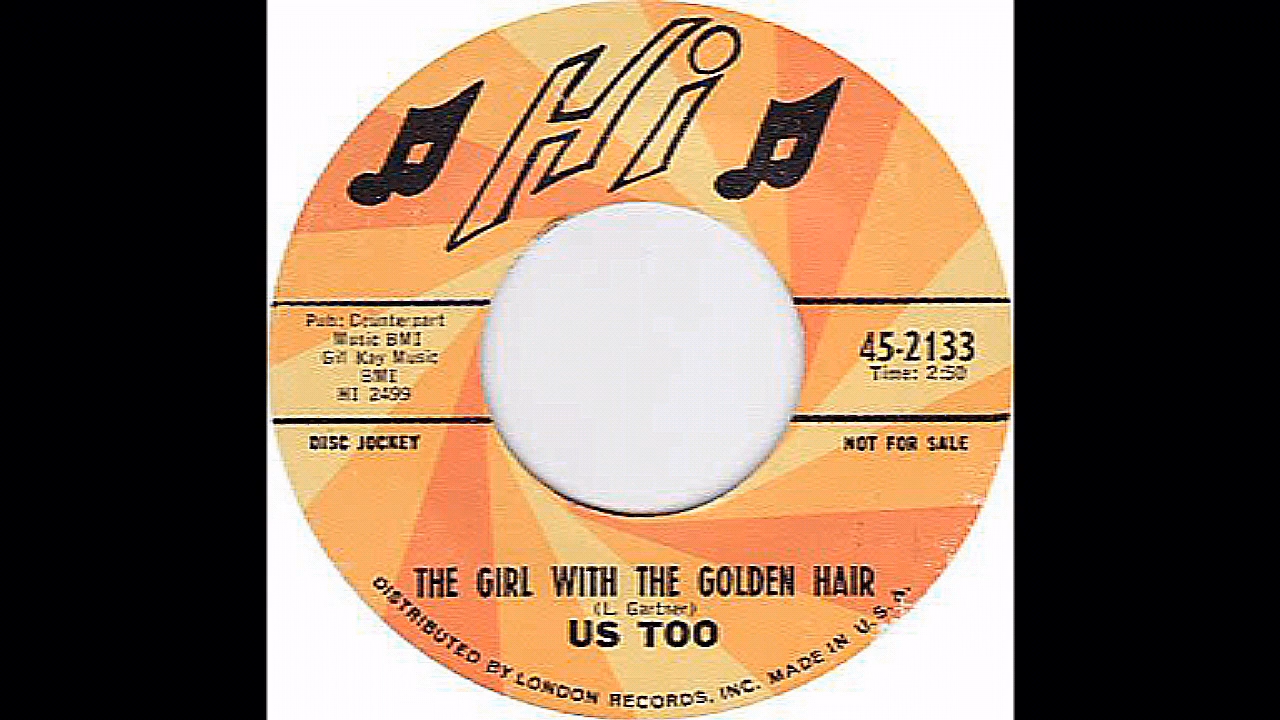 Hi
Pub: Counterpart
Music BMI
Gil Kay Music
BMI
HI 2499
45-2133
Time: 2:50
DISC JOCKEY
NOT FOR SALE
THE GIRL WITH THE GOLDEN HAIR
(L. Gartner)
US TOO
DISTRIBUTED BY LONDON RECORDS, INC. MADE IN U.S.A.